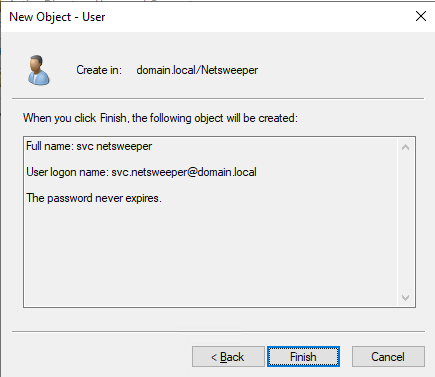 New Object - User
Create in: domain.local/Netsweeper
When you click Finish, the following object will be created:
Full name: svc netsweeper
User logon name: svc.netsweeper@domain.local
The password never expires.
< Back Finish Cancel